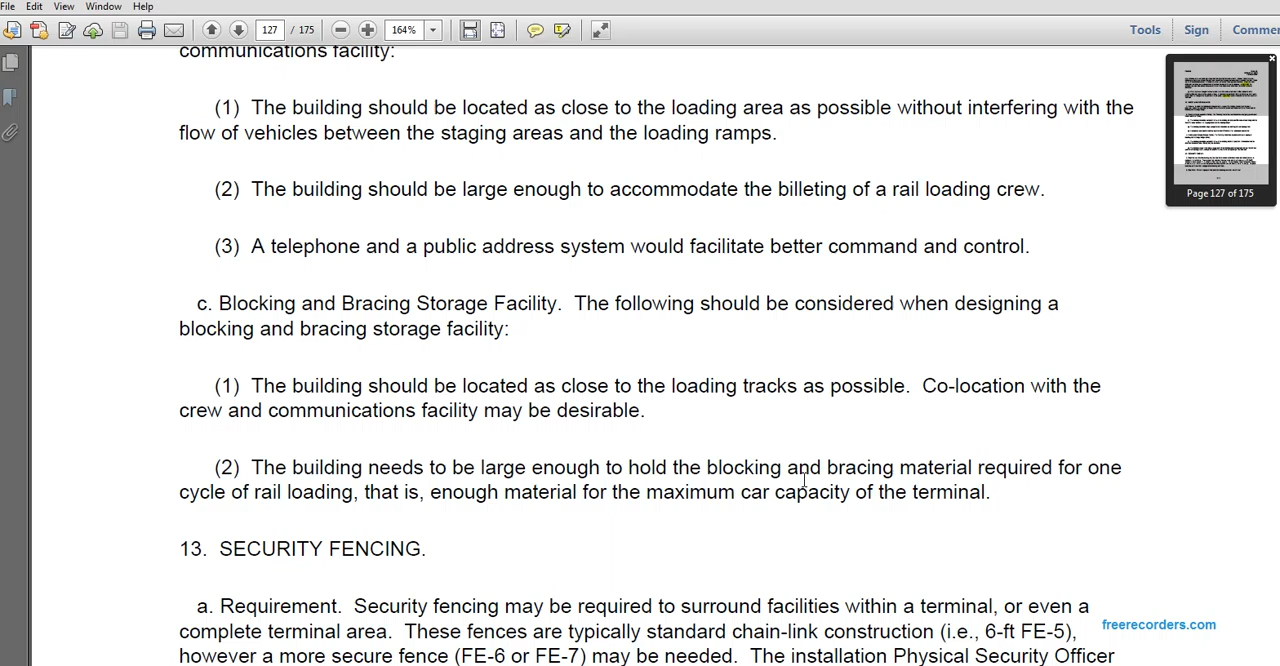 File Edit View Window Help
127 / 175 164% Tools Sign Commer
communications facility:
(1) The building should be located as close to the loading area as possible without interfering with the
flow of vehicles between the staging areas and the loading ramps.
(2) The building should be large enough to accommodate the billeting of a rail loading crew.
(3) A telephone and a public address system would facilitate better command and control.
c. Blocking and Bracing Storage Facility. The following should be considered when designing a
blocking and bracing storage facility:
(1) The building should be located as close to the loading tracks as possible. Co-location with the
crew and communications facility may be desirable.
(2) The building needs to be large enough to hold the blocking and bracing material required for one
cycle of rail loading, that is, enough material for the maximum car capacity of the terminal.
13. SECURITY FENCING.
a. Requirement. Security fencing may be required to surround facilities within a terminal, or even a
complete terminal area. These fences are typically standard chain-link construction (i.e., 6-ft FE-5),
however a more secure fence (FE-6 or FE-7) may be needed. The installation Physical Security Officer
Page 127 of 175
freerecorders.com